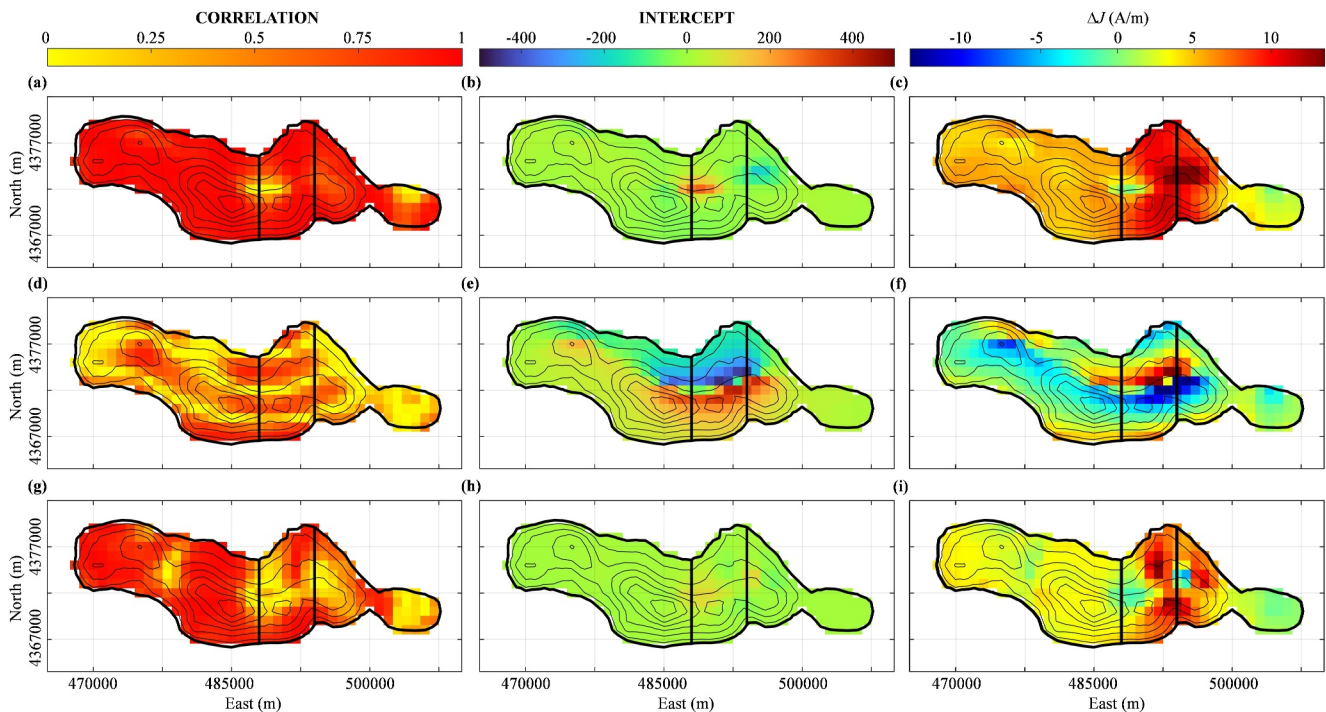 CORRELATION INTERCEPT ΔJ (A/m)
0 0.25 0.5 0.75 1 -400 -200 0 200 400 -10 -5 0 5 10
(a) (b) (c)
North (m) 4377000 4367000
(d) (e) (f)
North (m) 4377000 4367000
(g) (h) (i)
North (m) 4377000 4367000
470000 485000 500000 470000 485000 500000 470000 485000 500000
East (m) East (m) East (m)